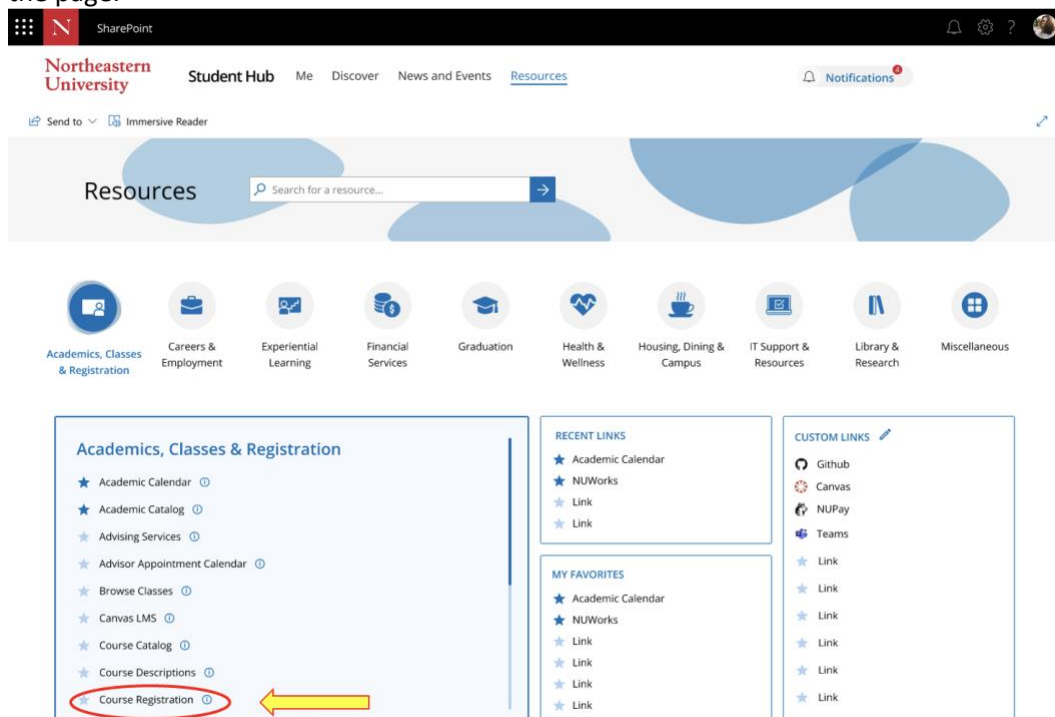 the page.
N SharePoint ?
Northeastern
University
Student Hub Me Discover News and Events Resources
Notifications
4
Send to Immersive Reader
Resources
Search for a resource...
Academics, Classes
& Registration
Careers &
Employment
Experiential
Learning
Financial
Services
Graduation
Health &
Wellness
Housing, Dining &
Campus
IT Support &
Resources
Library &
Research
Miscellaneous
Academics, Classes & Registration
Academic Calendar
Academic Catalog
Advising Services
Advisor Appointment Calendar
Browse Classes
Canvas LMS
Course Catalog
Course Descriptions
Course Registration
RECENT LINKS
Academic Calendar
NUWorks
Link
Link
MY FAVORITES
Academic Calendar
NUWorks
Link
Link
Link
Link
CUSTOM LINKS
Github
Canvas
NUPay
Teams
Link
Link
Link
Link
Link
Link